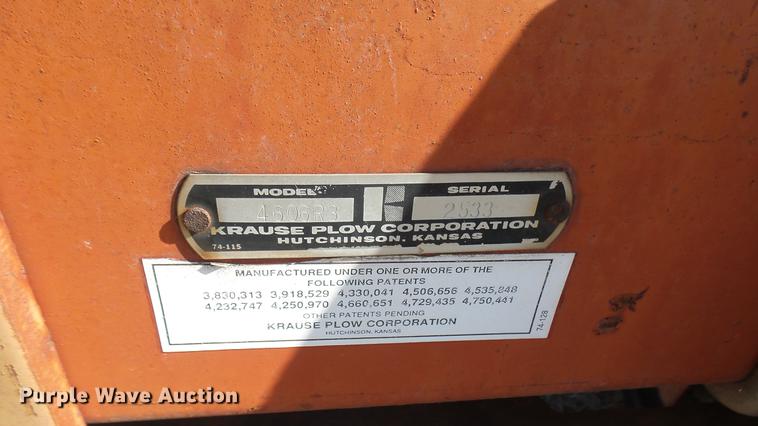 MODEL SERIAL
4606R3 2533
KRAUSE PLOW CORPORATION
HUTCHINSON, KANSAS
74-115
MANUFACTURED UNDER ONE OR MORE OF THE
FOLLOWING PATENTS
3,830,313 3,918,529 4,330,041 4,506,656 4,535,848
4,232,747 4,250,970 4,660,651 4,729,435 4,750,441
OTHER PATENTS PENDING
KRAUSE PLOW CORPORATION
HUTCHINSON, KANSAS
74-128
Purple Wave Auction